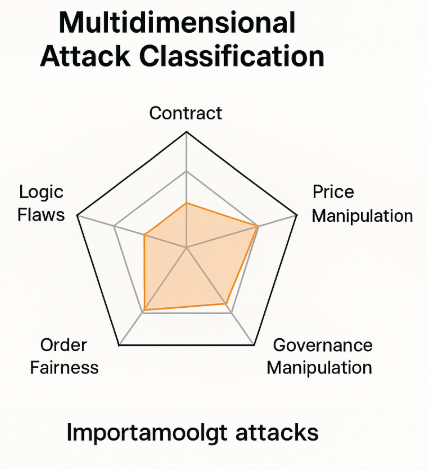 Multidimensional
Attack Classification
Contract
Logic
Flaws
Price
Manipulation
Order
Fairness
Governance
Manipulation
Importamoolgt attacks